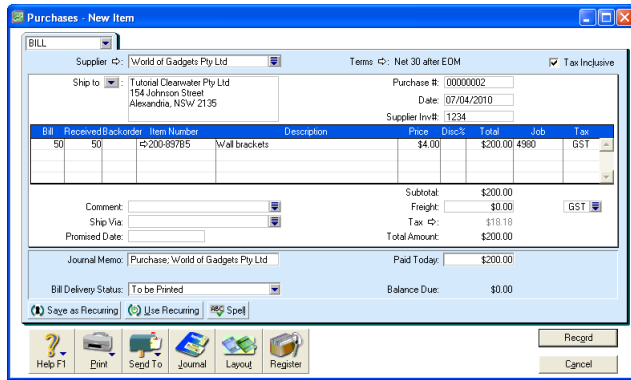 Purchases - New Item
BILL
Supplier ⇨: World of Gadgets Pty Ltd Terms ⇨: Net 30 after EOM Tax Inclusive
Ship to : Tutorial Clearwater Pty Ltd Purchase #: 00000002
154 Johnson Street
Alexandria, NSW 2135 Date: 07/04/2010
Supplier Inv#: 1234
Bill Received Backorder Item Number Description Price Disc% Total Job Tax
50 50 ⇨200-897B5 Wall brackets $4.00 $200.00 4980 GST
Subtotal: $200.00
Comment: Freight: $0.00 GST
Ship Via: Tax ⇨: $18.18
Promised Date: Total Amount: $200.00
Journal Memo: Purchase; World of Gadgets Pty Ltd Paid Today: $200.00
Bill Delivery Status: To be Printed Balance Due: $0.00
Save as Recurring Use Recurring ABC Spell
Help F1 Print Send To Journal Layout Register
Record
Cancel